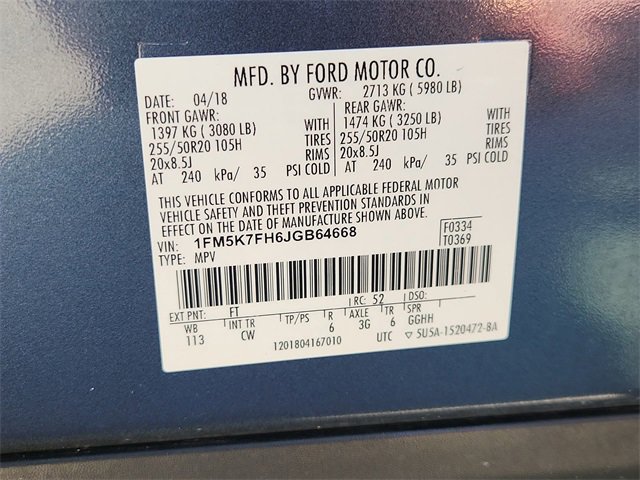 MFD. BY FORD MOTOR CO.
DATE: 04/18 GVWR: 2713 KG ( 5980 LB)
FRONT GAWR: REAR GAWR:
1397 KG ( 3080 LB) WITH 1474 KG ( 3250 LB) WITH
255/50R20 105H TIRES 255/50R20 105H TIRES
20x8.5J RIMS 20x8.5J RIMS
AT 240 kPa/ 35 PSI COLD AT 240 kPa/ 35 PSI COLD
THIS VEHICLE CONFORMS TO ALL APPLICABLE FEDERAL MOTOR
VEHICLE SAFETY AND THEFT PREVENTION STANDARDS IN
EFFECT ON THE DATE OF MANUFACTURE SHOWN ABOVE.
VIN: 1FM5K7FH6JGB64668 F0334
TYPE: MPV T0369
EXT PNT: FT RC: 52 DSO:
WB INT TR TP/PS R AXLE TR SPR
113 CW 6 3G 6 GGHH
1201804167010 UTC ▽ 5U5A-1520472-BA